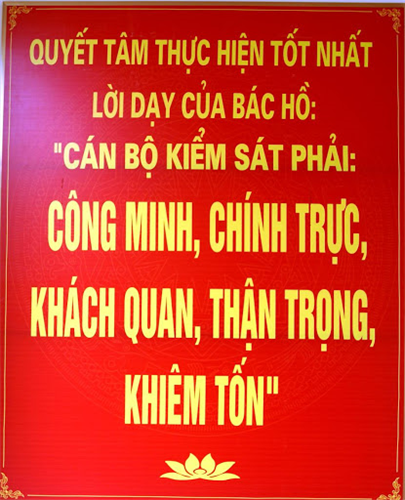 QUYẾT TÂM THỰC HIỆN TỐT NHẤT
LỜI DẠY CỦA BÁC HỒ:
"CÁN BỘ KIỂM SÁT PHẢI:
CÔNG MINH, CHÍNH TRỰC,
KHÁCH QUAN, THẬN TRỌNG,
KHIÊM TỐN"